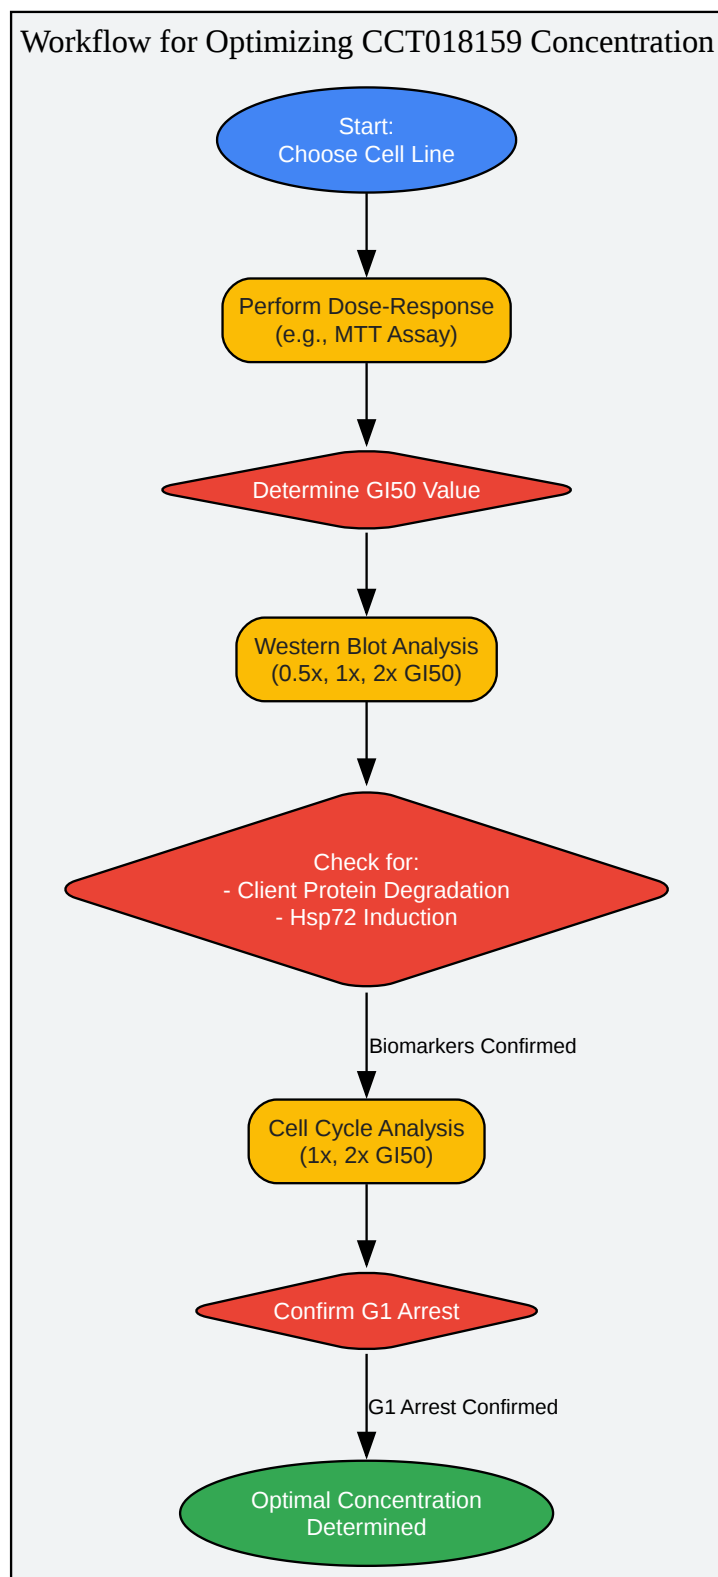 Workflow for Optimizing CCT018159 Concentration
Start:
Choose Cell Line
Perform Dose-Response
(e.g., MTT Assay)
Determine GI50 Value
Western Blot Analysis
(0.5x, 1x, 2x GI50)
Check for:
- Client Protein Degradation
- Hsp72 Induction
Biomarkers Confirmed
Cell Cycle Analysis
(1x, 2x GI50)
Confirm G1 Arrest
G1 Arrest Confirmed
Optimal Concentration
Determined